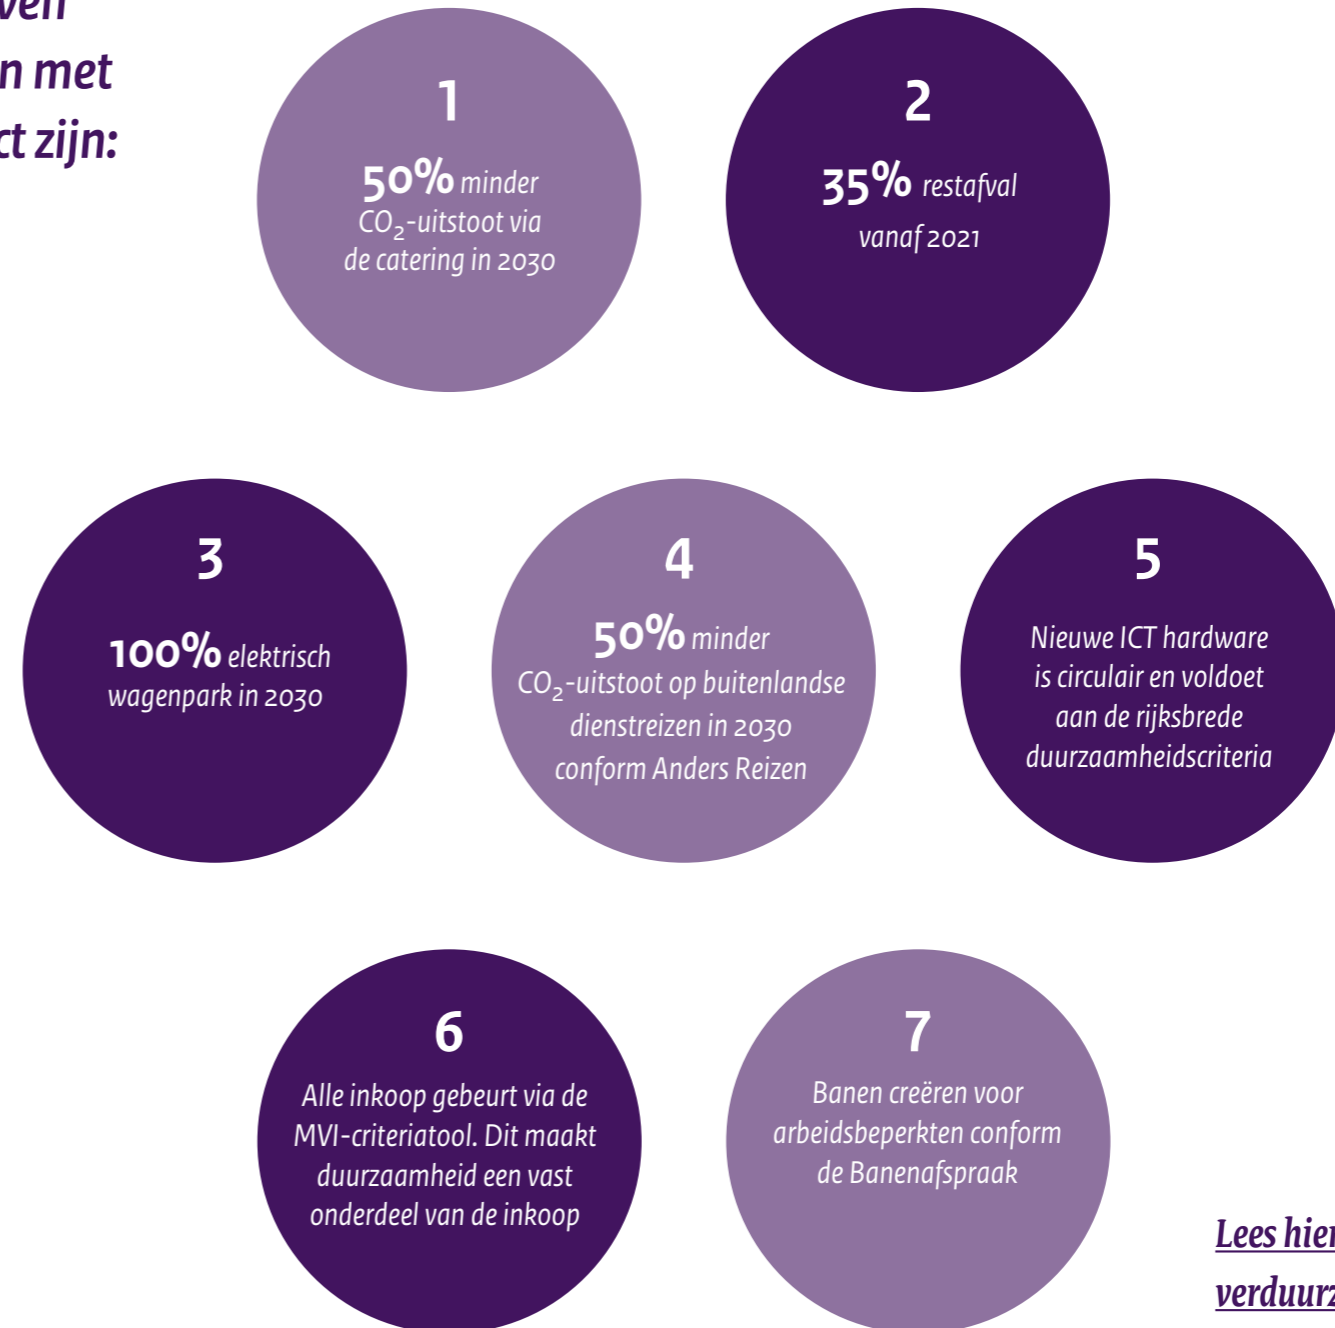 n met
ct zijn:
1
50% minder
CO₂-uitstoot via
de catering in 2030
2
35% restafval
vanaf 2021
3
100% elektrisch
wagenpark in 2030
4
50% minder
CO₂-uitstoot op buitenlandse
dienstreizen in 2030
conform Anders Reizen
5
Nieuwe ICT hardware
is circulair en voldoet
aan de rijksbrede
duurzaamheidscriteria
6
Alle inkoop gebeurt via de
MVI-criteriatool. Dit maakt
duurzaamheid een vast
onderdeel van de inkoop
7
Banen creëren voor
arbeidsbeperkten conform
de Banenafspraak
Lees hier
verduurz